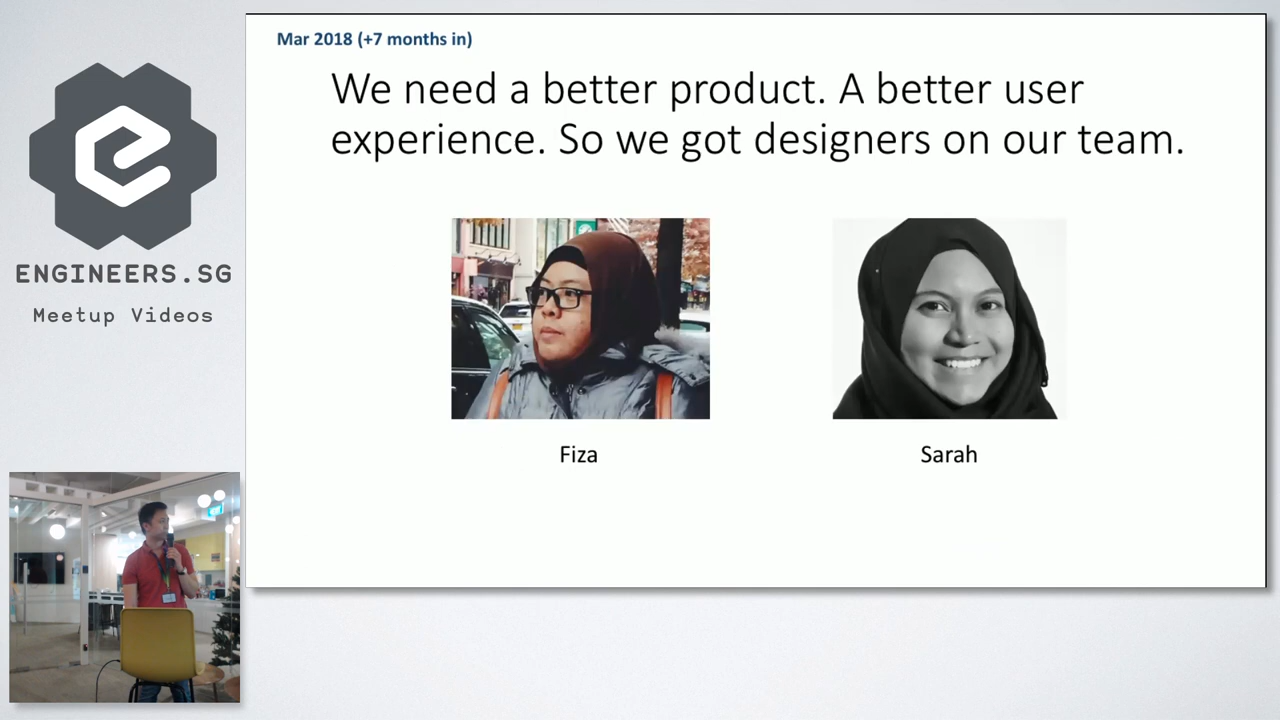 Mar 2018 (+7 months in)
We need a better product. A better user
experience. So we got designers on our team.
ENGINEERS.SG
Meetup Videos
Fiza
Sarah